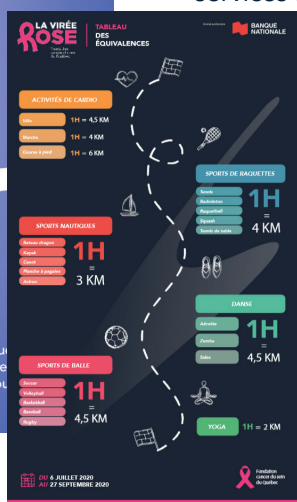 LA VIRÉE
ROSE
TABLEAU
DES
ÉQUIVALENCES
BANQUE
NATIONALE
ACTIVITÉS DE CARDIO
Vélo 1H = 4,5 KM
Marche 1H = 4 KM
Course à pied 1H = 6 KM
SPORTS DE RAQUETTES
Tennis
Badminton
Racquetball
Squash
Tennis de table
1H
=
4 KM
SPORTS NAUTIQUES
Bateau-dragon
Kayak
Canot
Planche à pagaies
Aviron
1H
=
3 KM
DANSE
Aérobie
Zumba
Salsa
1H
=
4,5 KM
SPORTS DE BALLE
Soccer
Volleyball
Basketball
Baseball
Rugby
1H
=
4,5 KM
YOGA 1H = 2 KM
DU 6 JUILLET 2020
AU 27 SEPTEMBRE 2020
Fondation
cancer du sein
du Québec